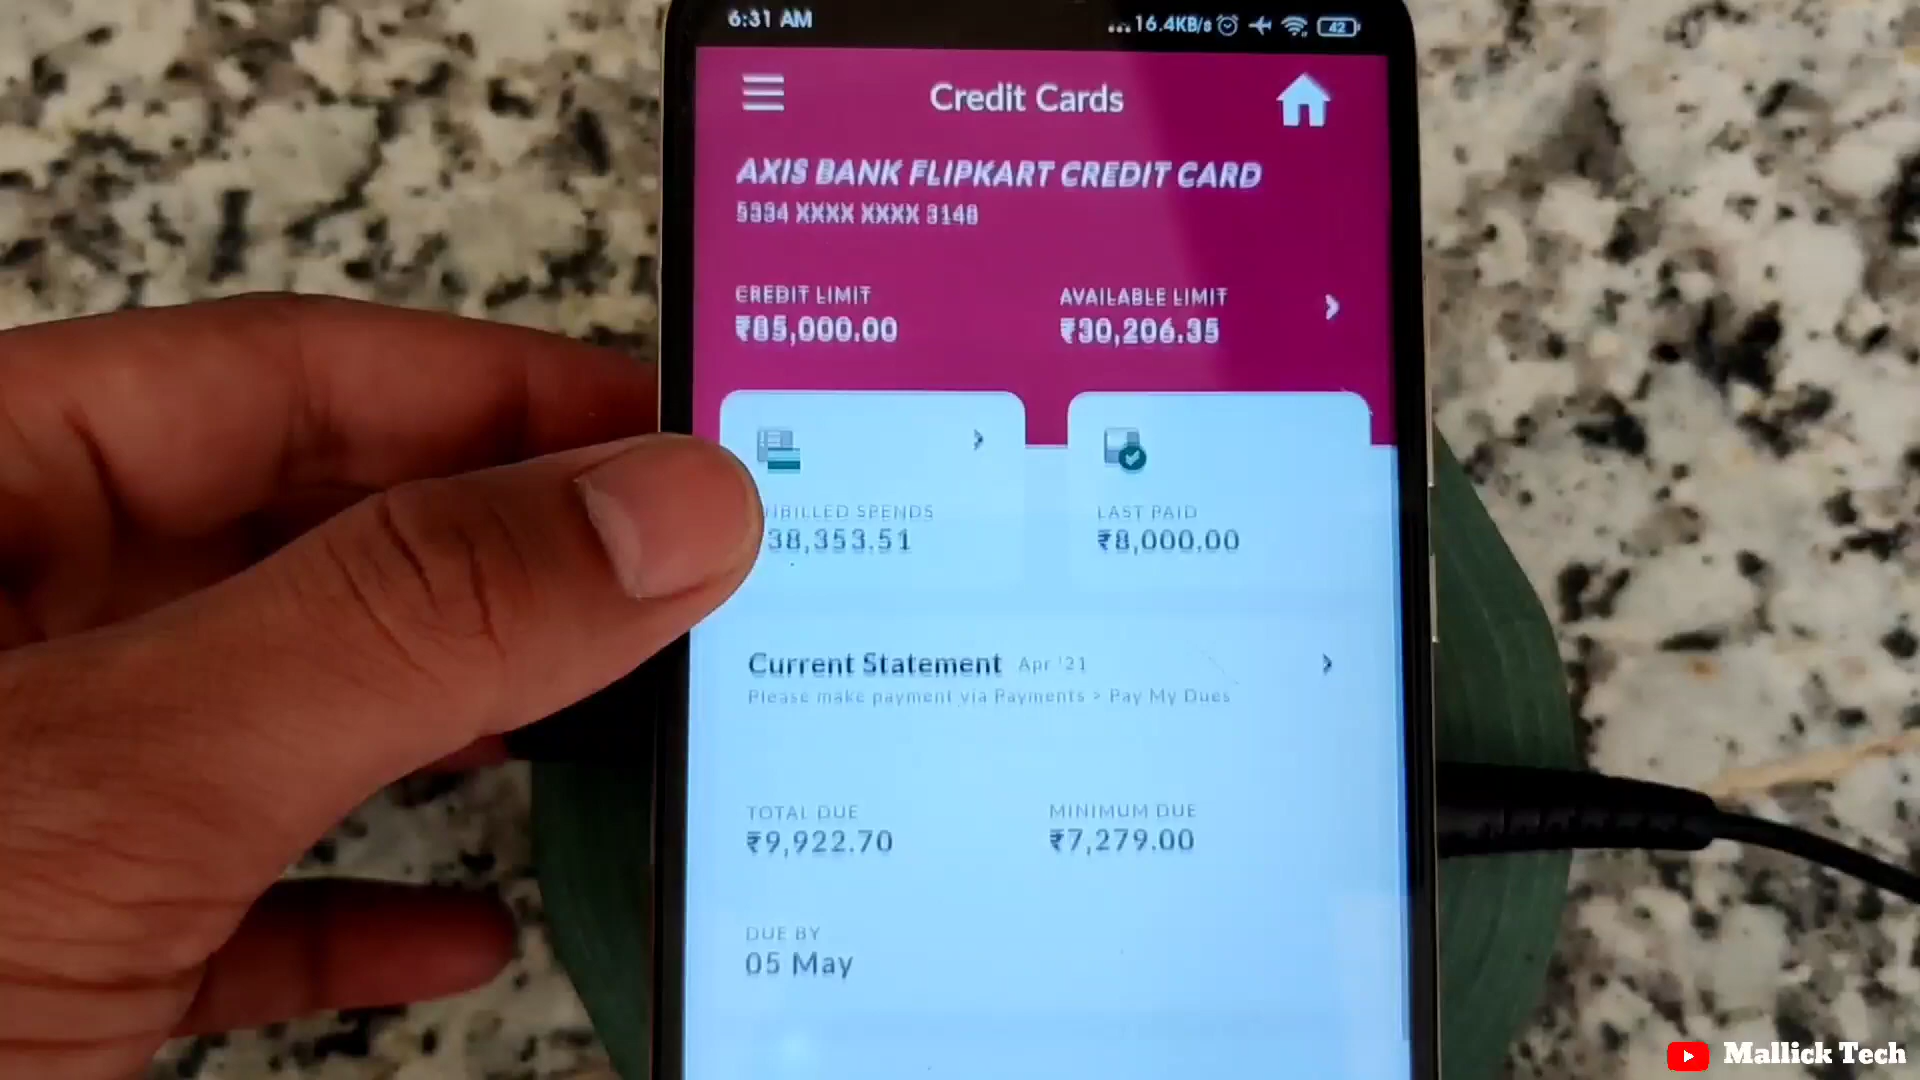 6:31 AM
...16.4KB/s 42
Credit Cards
AXIS BANK FLIPKART CREDIT CARD
5334 XXXX XXXX 3148
CREDIT LIMIT AVAILABLE LIMIT
₹85,000.00 ₹30,206.35
NBILLED SPENDS LAST PAID
38,353.51 ₹8,000.00
Current Statement Apr '21
Please make payment via Payments > Pay My Dues
TOTAL DUE MINIMUM DUE
₹9,922.70 ₹7,279.00
DUE BY
05 May
Mallick Tech